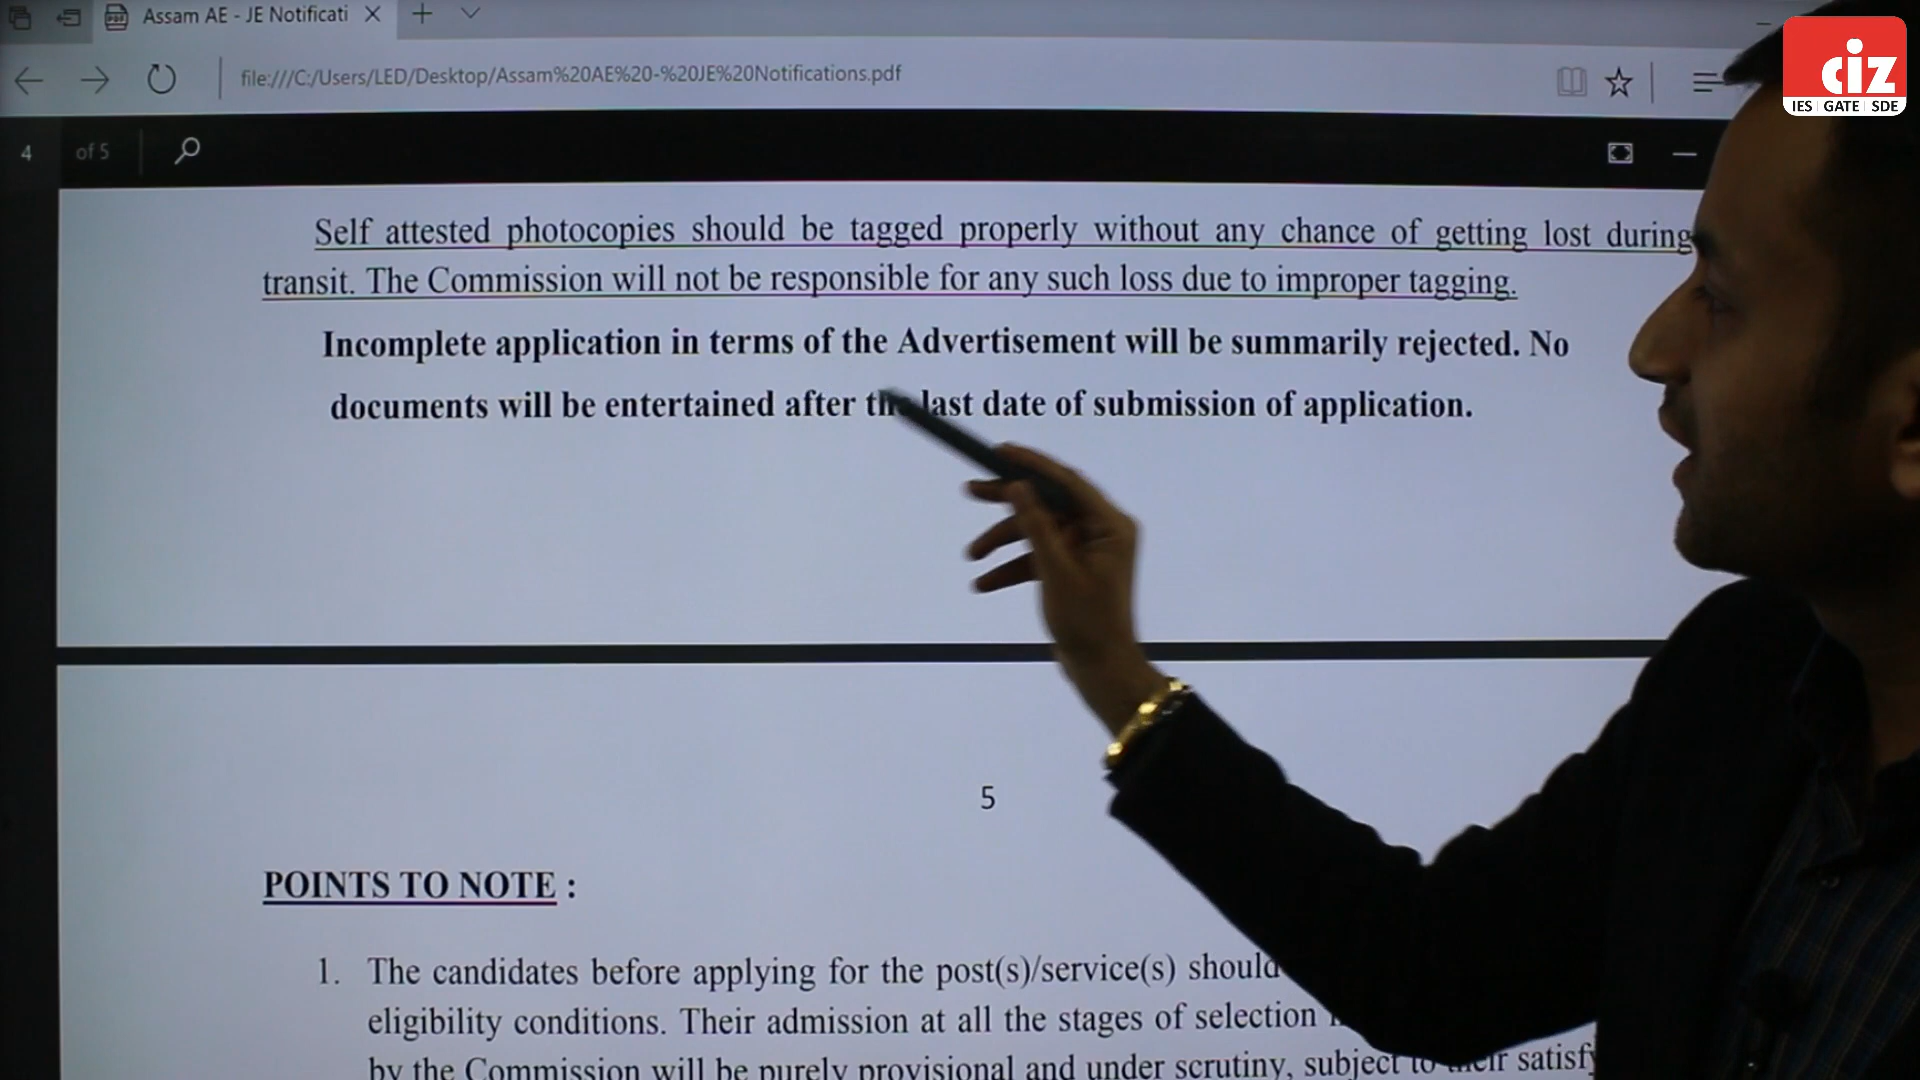 Assam AE - JE Notificati
file:///C:/Users/LED/Desktop/Assam%20AE%20-%20JE%20Notifications.pdf
ciz
IES | GATE | SDE
4 of 5
Self attested photocopies should be tagged properly without any chance of getting lost during
transit. The Commission will not be responsible for any such loss due to improper tagging.
Incomplete application in terms of the Advertisement will be summarily rejected. No
documents will be entertained after the last date of submission of application.
5
POINTS TO NOTE :
1. The candidates before applying for the post(s)/service(s) should
eligibility conditions. Their admission at all the stages of selection
by the Commission will be purely provisional and under scrutiny, subject to their satisfy